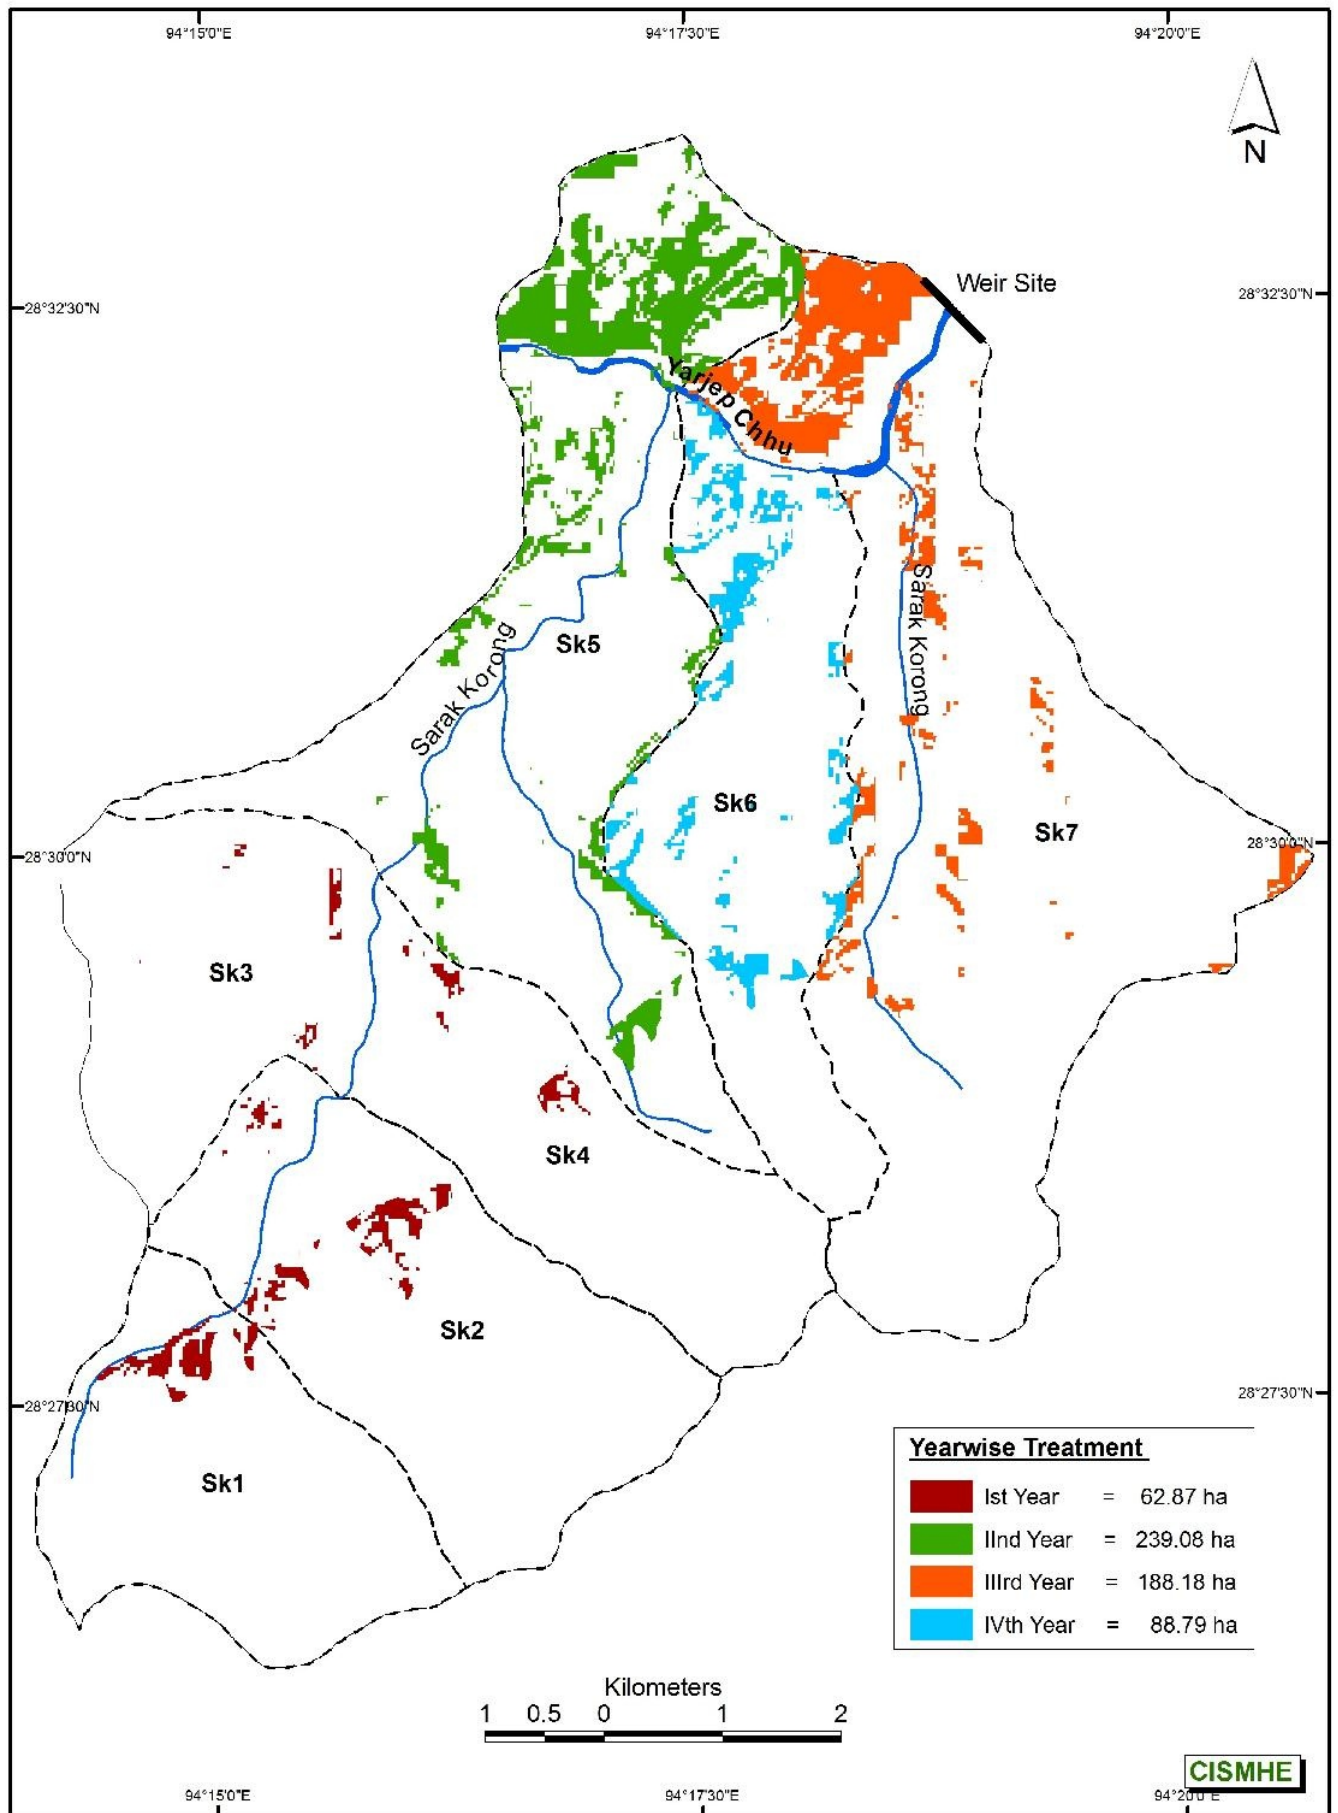 94°15'0"E 94°17'30"E 94°20'0"E
N
Weir Site
28°32'30"N 28°32'30"N
Yarjep Chhu
Sarak Korong
Sk5
Sarak Korong
Sk6
Sk7
28°30'0"N 28°30'0"N
Sk3
Sk4
Sk2
28°27'30"N 28°27'30"N
Sk1
Yearwise Treatment
Ist Year = 62.87 ha
IInd Year = 239.08 ha
IIIrd Year = 188.18 ha
IVth Year = 88.79 ha
Kilometers
1 0.5 0 1 2
CISMHE
94°15'0"E 94°17'30"E 94°20'0"E